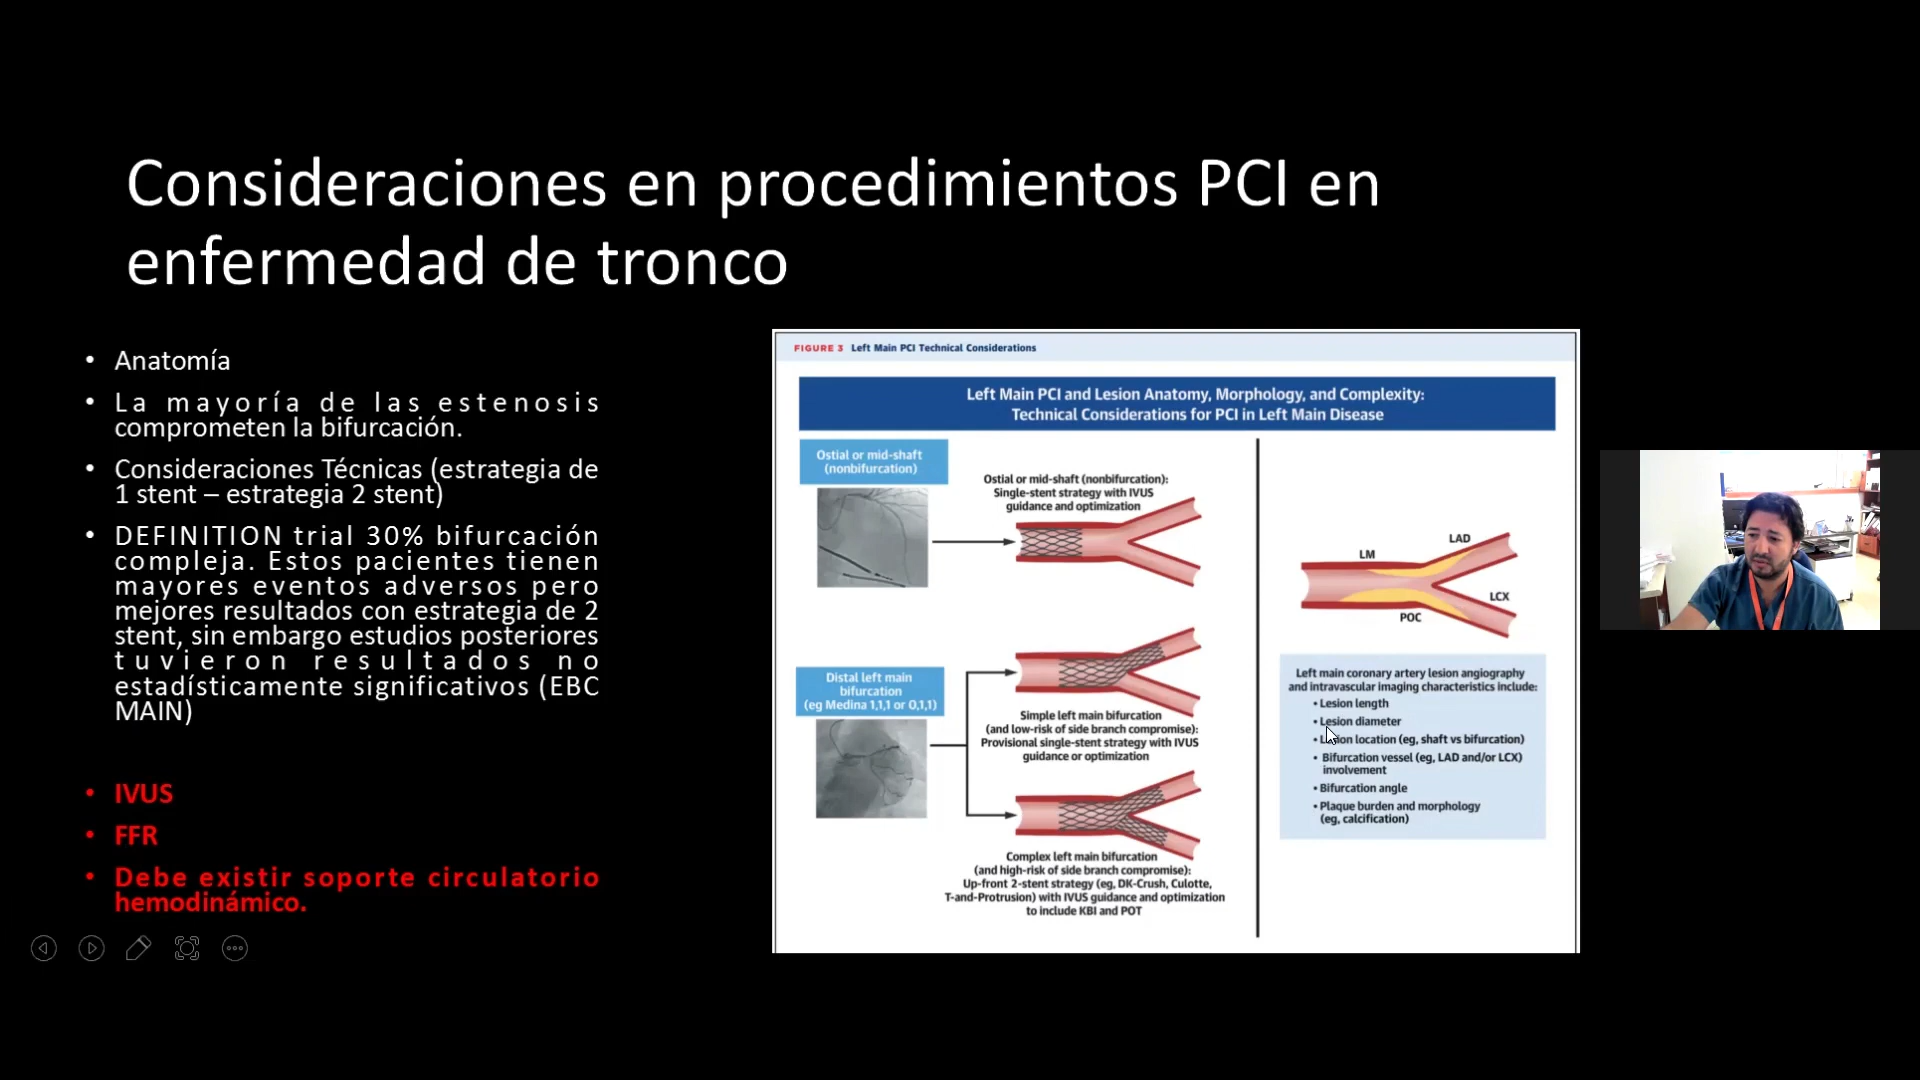 Consideraciones en procedimientos PCI en
enfermedad de tronco
• Anatomía
• La mayoría de las estenosis
comprometen la bifurcación.
• Consideraciones Técnicas (estrategia de
1 stent – estrategia 2 stent)
• DEFINITION trial 30% bifurcación
compleja. Estos pacientes tienen
mayores eventos adversos pero
mejores resultados con estrategia de 2
stent, sin embargo estudios posteriores
tuvieron resultados no
estadísticamente significativos (EBC
MAIN)
• IVUS
• FFR
• Debe existir soporte circulatorio
hemodinámico.
FIGURE 3 Left Main PCI Technical Considerations
Left Main PCI and Lesion Anatomy, Morphology, and Complexity:
Technical Considerations for PCI in Left Main Disease
Ostial or mid-shaft
(nonbifurcation)
Ostial or mid-shaft (nonbifurcation):
Single-stent strategy with IVUS
guidance and optimization
Distal left main
bifurcation
(eg Medina 1,1,1 or 0,1,1)
Simple left main bifurcation
(and low-risk of side branch compromise):
Provisional single-stent strategy with IVUS
guidance or optimization
Complex left main bifurcation
(and high-risk of side branch compromise):
Up-front 2-stent strategy (eg, DK-Crush, Culotte,
T-and-Protrusion) with IVUS guidance and optimization
to include KBI and POT
LM
LAD
LCX
POC
Left main coronary artery lesion angiography
and intravascular imaging characteristics include:
• Lesion length
• Lesion diameter
• Lesion location (eg, shaft vs bifurcation)
• Bifurcation vessel (eg, LAD and/or LCX)
involvement
• Bifurcation angle
• Plaque burden and morphology
(eg, calcification)